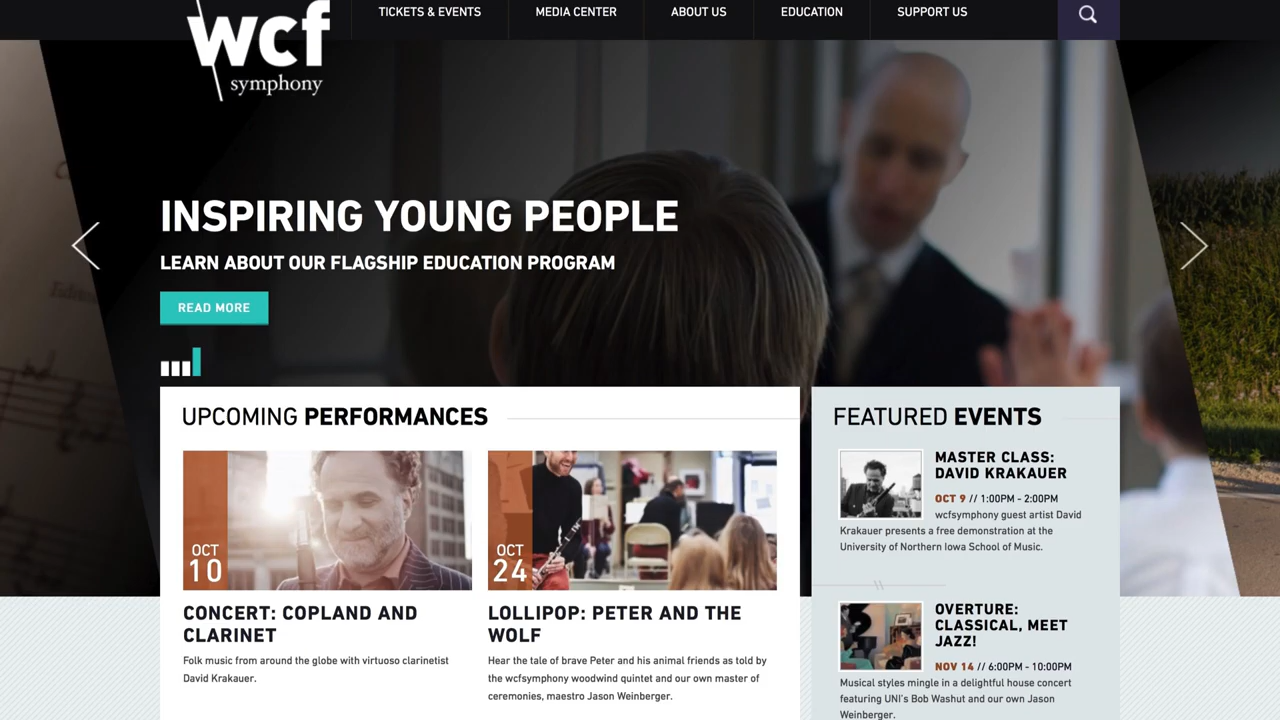 wcf
symphony
TICKETS & EVENTS
MEDIA CENTER
ABOUT US
EDUCATION
SUPPORT US
INSPIRING YOUNG PEOPLE
LEARN ABOUT OUR FLAGSHIP EDUCATION PROGRAM
READ MORE
UPCOMING PERFORMANCES
OCT
10
CONCERT: COPLAND AND
CLARINET
Folk music from around the globe with virtuoso clarinetist
David Krakauer.
OCT
24
LOLLIPOP: PETER AND THE
WOLF
Hear the tale of brave Peter and his animal friends as told by
the wcfsymphony woodwind quintet and our own master of
ceremonies, maestro Jason Weinberger.
FEATURED EVENTS
MASTER CLASS:
DAVID KRAKAUER
OCT 9 // 1:00PM - 2:00PM
wcfsymphony guest artist David
Krakauer presents a free demonstration at the
University of Northern Iowa School of Music.
OVERTURE:
CLASSICAL, MEET
JAZZ!
NOV 14 // 6:00PM - 10:00PM
Musical styles mingle in a delightful house concert
featuring UNI's Bob Washut and our own Jason
Weinberger.